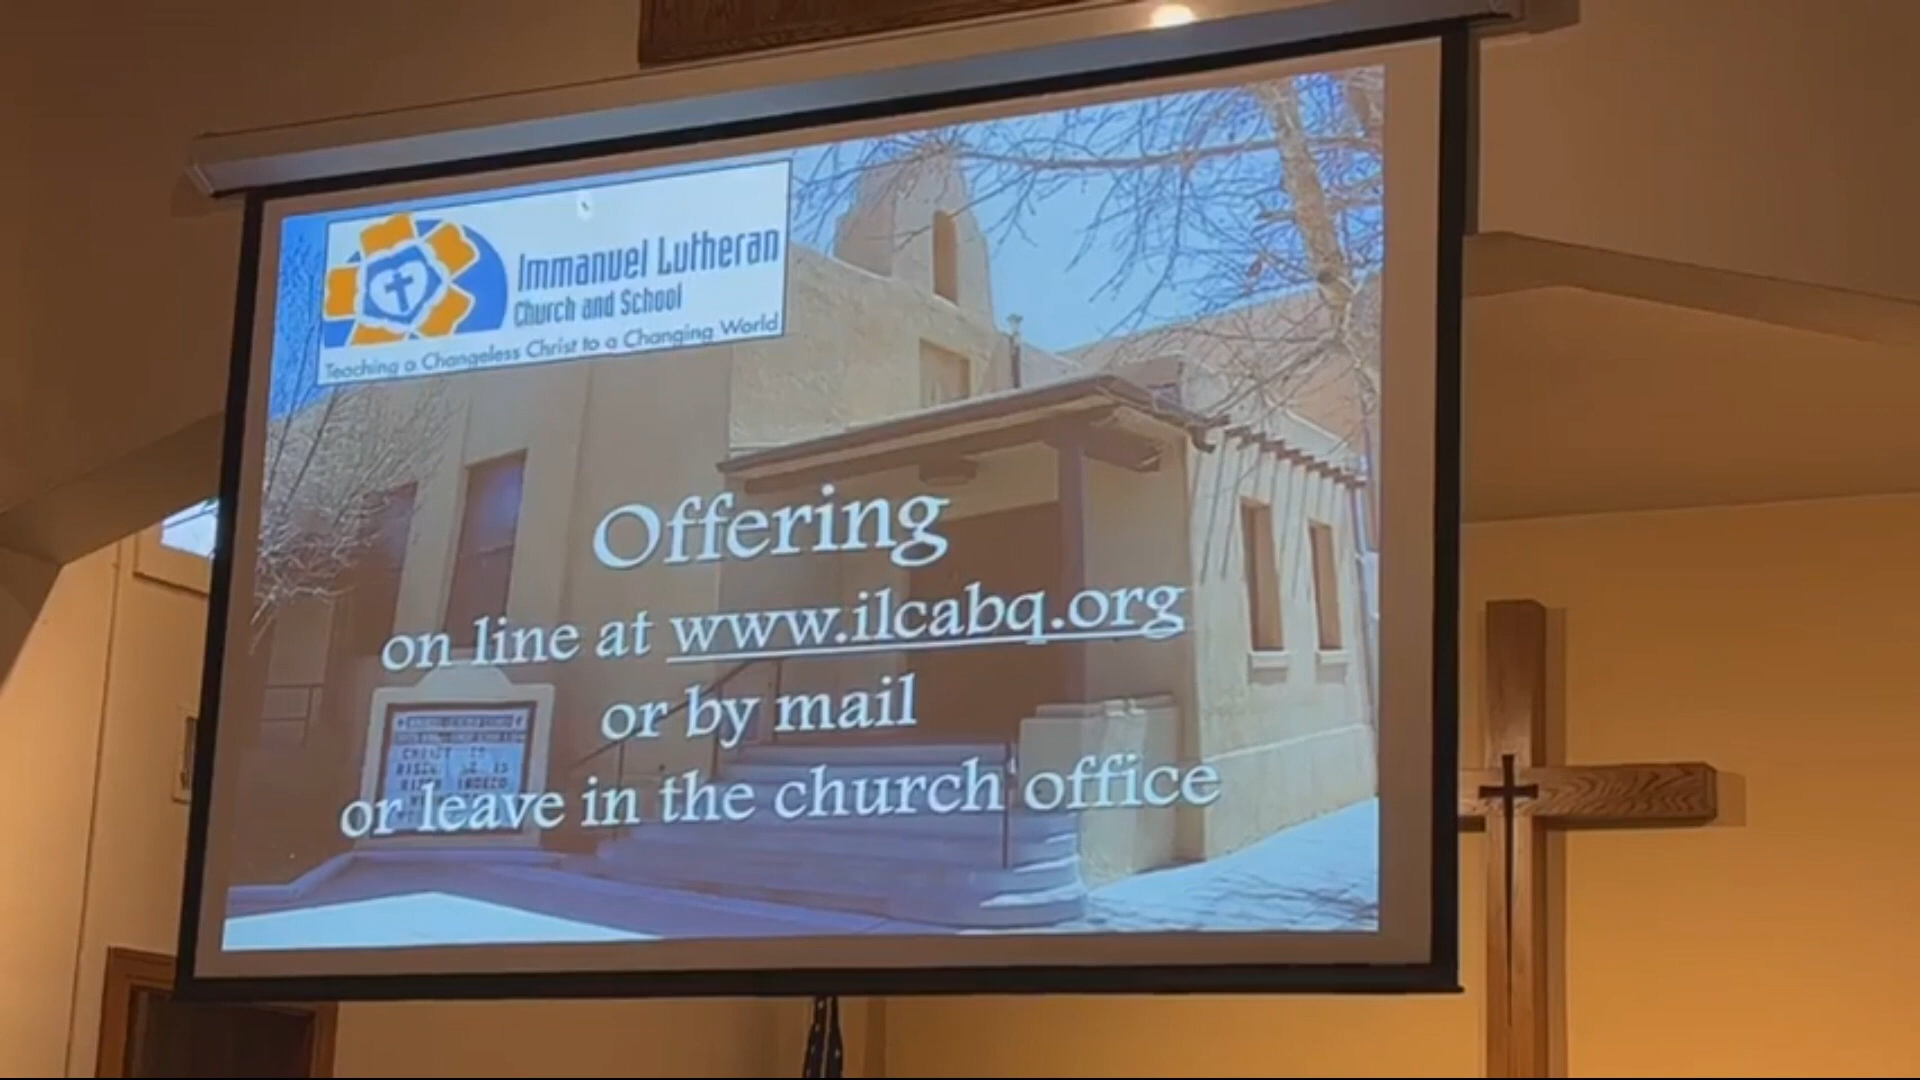 Immanuel Lutheran
Church and School
Teaching a Changeless Christ to a Changing World
Offering
on line at www.ilcabq.org
or by mail
or leave in the church office